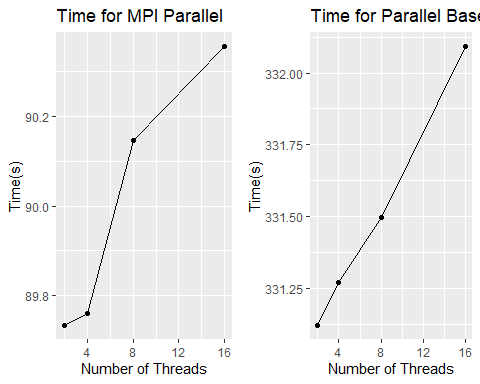 Time for MPI Parallel
Time(s)
90.2
90.0
89.8
4 8 12 16
Number of Threads
Time for Parallel Base
Time(s)
332.00
331.75
331.50
331.25
4 8 12 16
Number of Threads